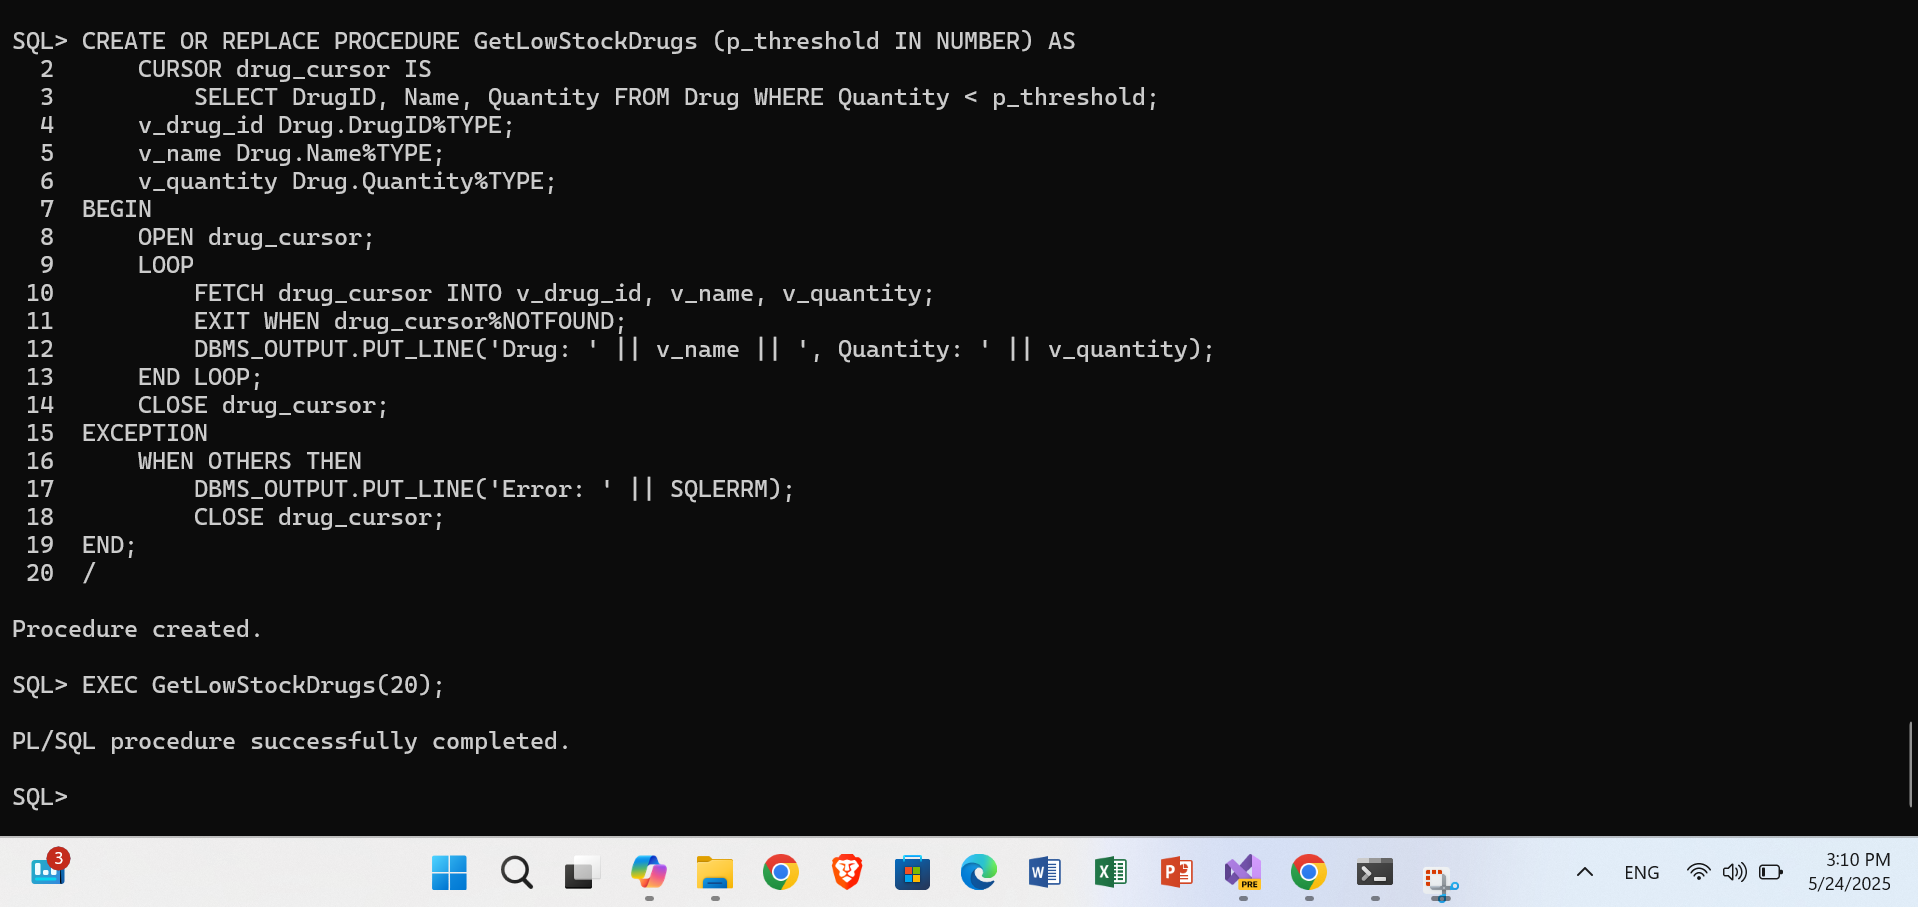 SQL> CREATE OR REPLACE PROCEDURE GetLowStockDrugs (p_threshold IN NUMBER) AS
  2      CURSOR drug_cursor IS
  3          SELECT DrugID, Name, Quantity FROM Drug WHERE Quantity < p_threshold;
  4      v_drug_id Drug.DrugID%TYPE;
  5      v_name Drug.Name%TYPE;
  6      v_quantity Drug.Quantity%TYPE;
  7  BEGIN
  8      OPEN drug_cursor;
  9      LOOP
 10          FETCH drug_cursor INTO v_drug_id, v_name, v_quantity;
 11          EXIT WHEN drug_cursor%NOTFOUND;
 12          DBMS_OUTPUT.PUT_LINE('Drug: ' || v_name || ', Quantity: ' || v_quantity);
 13      END LOOP;
 14      CLOSE drug_cursor;
 15  EXCEPTION
 16      WHEN OTHERS THEN
 17          DBMS_OUTPUT.PUT_LINE('Error: ' || SQLERRM);
 18          CLOSE drug_cursor;
 19  END;
 20  /
Procedure created.
SQL> EXEC GetLowStockDrugs(20);
PL/SQL procedure successfully completed.
SQL>
3
W
X
P
PRE
ENG
3:10 PM
5/24/2025